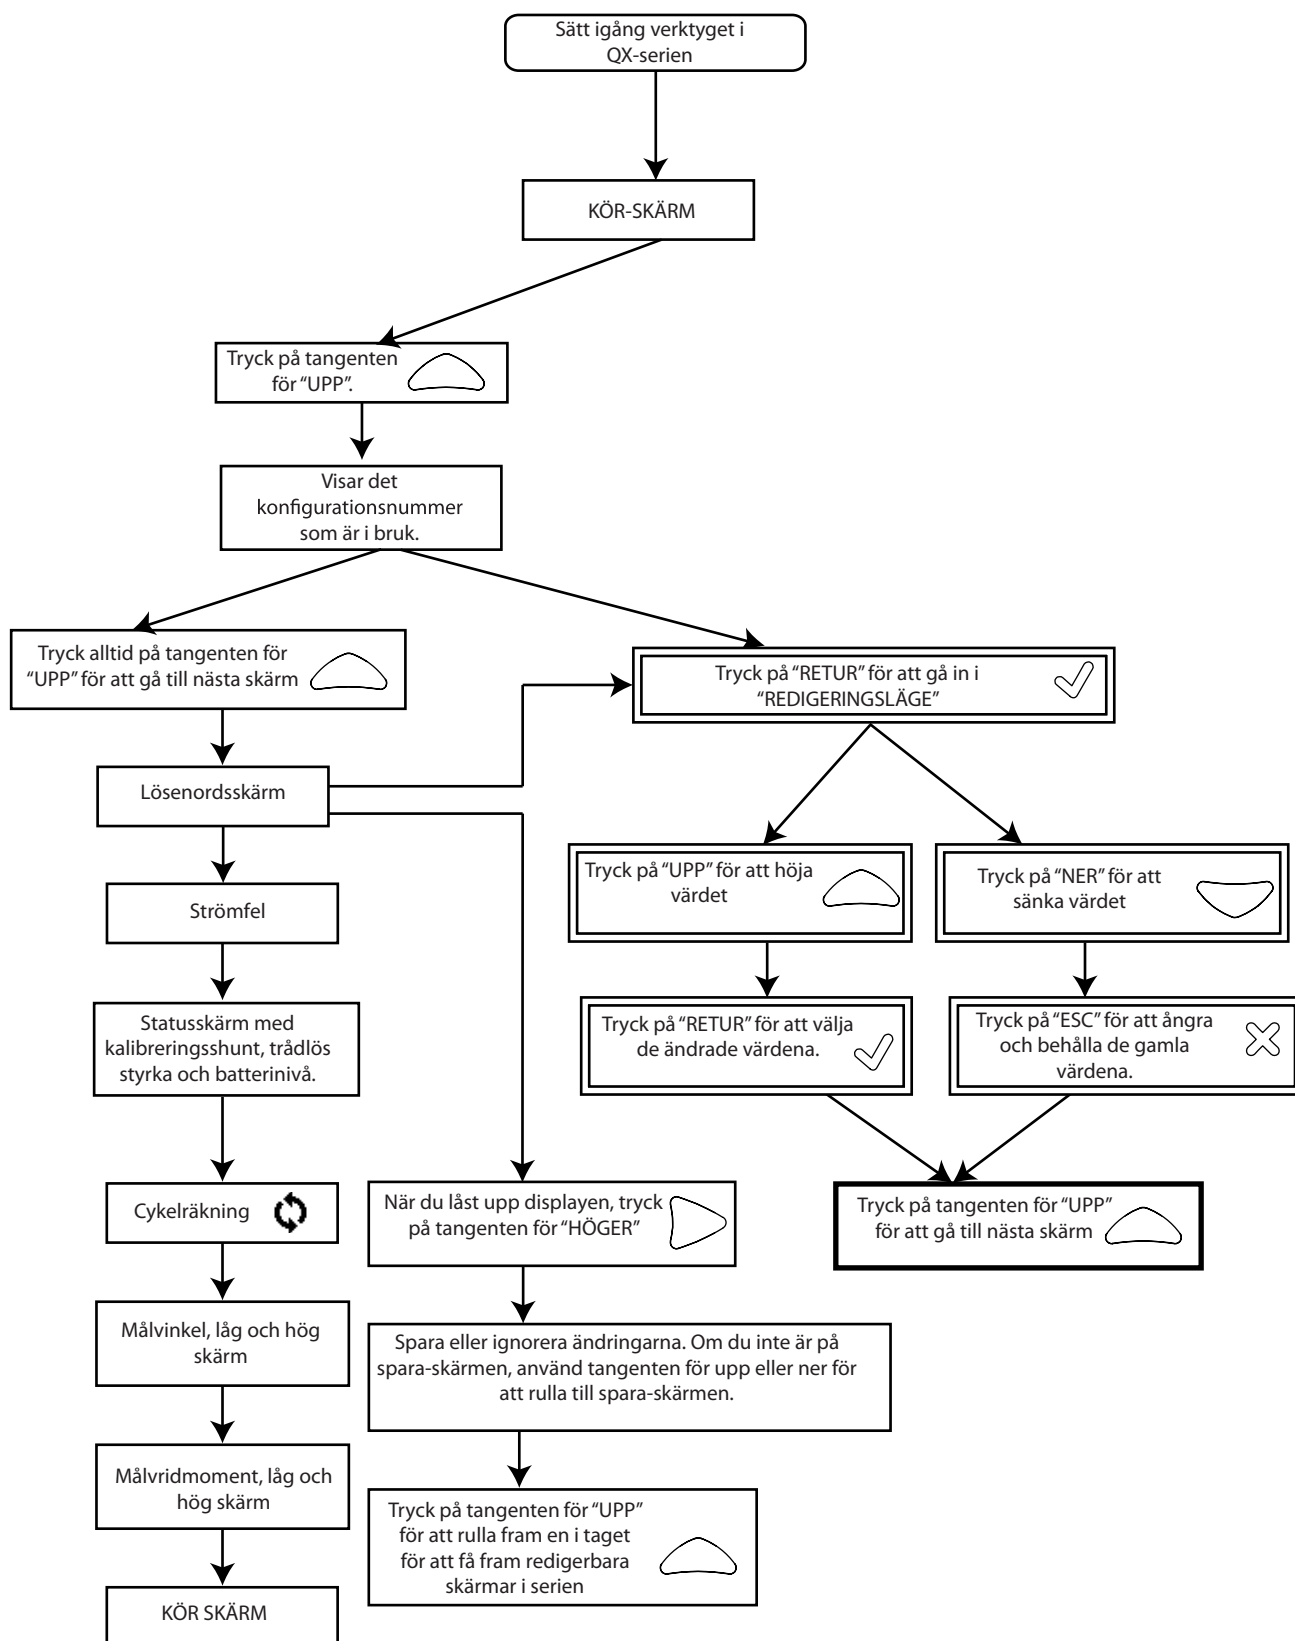 Sätt igång verktyget i
QX-serien
KÖR-SKÄRM
Tryck på tangenten
för “UPP”.
Visar det
konfigurationsnummer
som är i bruk.
Tryck alltid på tangenten för
“UPP” för att gå till nästa skärm
Tryck på “RETUR” för att gå in i
“REDIGERINGSLÄGE”
Lösenordsskärm
Tryck på “UPP” för att höja
värdet
Tryck på “NER” för att
sänka värdet
Strömfel
Statusskärm med
kalibreringsshunt, trådlös
styrka och batterinivå.
Tryck på “RETUR” för att välja
de ändrade värdena.
Tryck på “ESC” för att ångra
och behålla de gamla
värdena.
Cykelräkning
När du låst upp displayen, tryck
på tangenten för “HÖGER”
Tryck på tangenten för “UPP”
för att gå till nästa skärm
Målvinkel, låg och hög
skärm
Spara eller ignorera ändringarna. Om du inte är på
spara-skärmen, använd tangenten för upp eller ner för
att rulla till spara-skärmen.
Målvridmoment, låg och
hög skärm
Tryck på tangenten för “UPP”
för att rulla fram en i taget
för att få fram redigerbara
skärmar i serien
KÖR SKÄRM